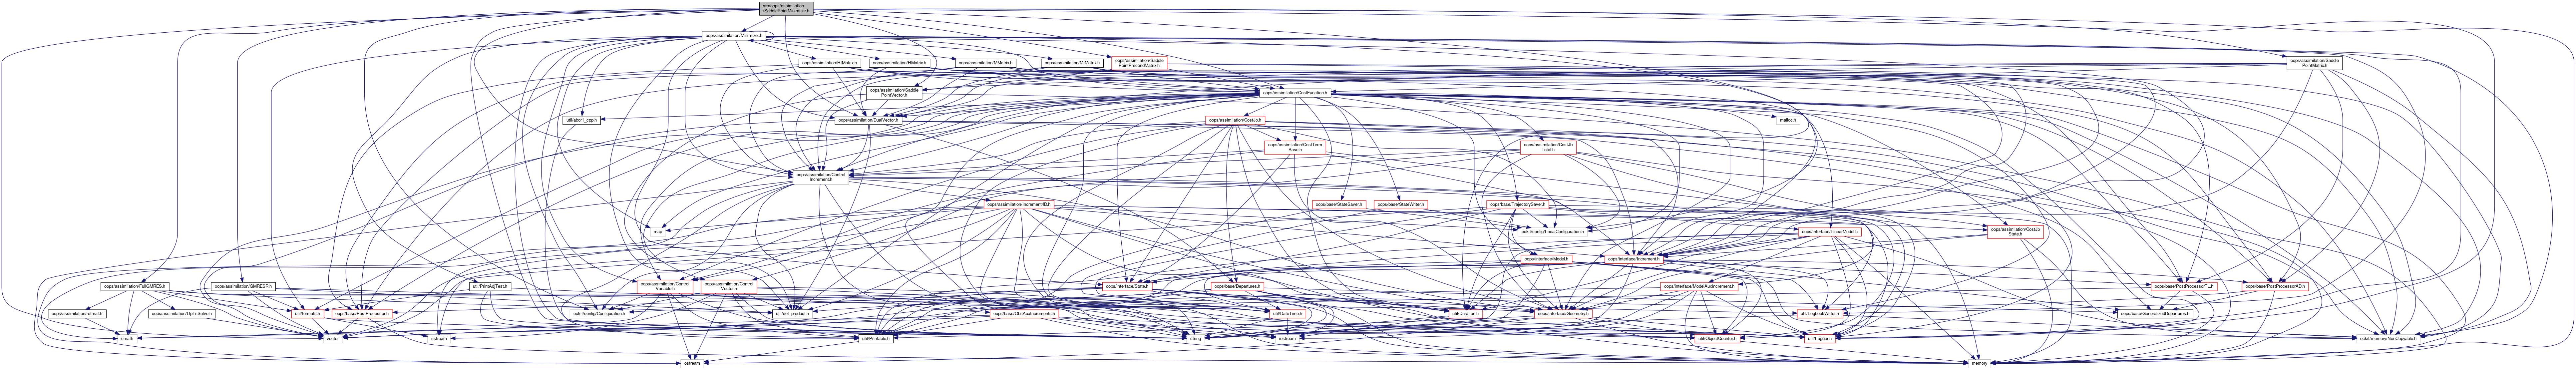 src/oops/assimilation
/SaddlePointMinimizer.h
oops/assimilation/Minimizer.h
oops/assimilation/HtMatrix.h
oops/assimilation/HMatrix.h
oops/assimilation/MMatrix.h
oops/assimilation/MtMatrix.h
oops/assimilation/Saddle
PointPrecondMatrix.h
oops/assimilation/Saddle
PointMatrix.h
oops/assimilation/Saddle
PointVector.h
oops/assimilation/CostFunction.h
util/abor1_cpp.h
oops/assimilation/DualVector.h
oops/assimilation/CostJo.h
malloc.h
oops/assimilation/CostTerm
Base.h
oops/assimilation/CostJb
Total.h
oops/assimilation/Control
Increment.h
oops/assimilation/Increment4D.h
oops/base/StateSaver.h
oops/base/StateWriter.h
oops/base/TrajectorySaver.h
map
eckit/config/LocalConfiguration.h
oops/interface/LinearModel.h
oops/assimilation/CostJb
State.h
oops/interface/Model.h
oops/interface/Increment.h
oops/assimilation/FullGMRES.h
oops/assimilation/GMRESR.h
util/PrintAdjTest.h
oops/assimilation/Control
Variable.h
oops/assimilation/Control
Vector.h
oops/interface/State.h
oops/base/Departures.h
oops/interface/ModelAuxIncrement.h
oops/base/PostProcessorTL.h
oops/base/PostProcessorAD.h
oops/assimilation/rotmat.h
oops/assimilation/UpTriSolve.h
util/formats.h
oops/base/PostProcessor.h
eckit/config/Configuration.h
util/dot_product.h
oops/base/ObsAuxIncrements.h
util/DateTime.h
oops/interface/Geometry.h
util/Duration.h
util/LogbookWriter.h
oops/base/GeneralizedDepartures.h
cmath
vector
sstream
util/Printable.h
string
iostream
util/ObjectCounter.h
util/Logger.h
eckit/memory/NonCopyable.h
ostream
memory